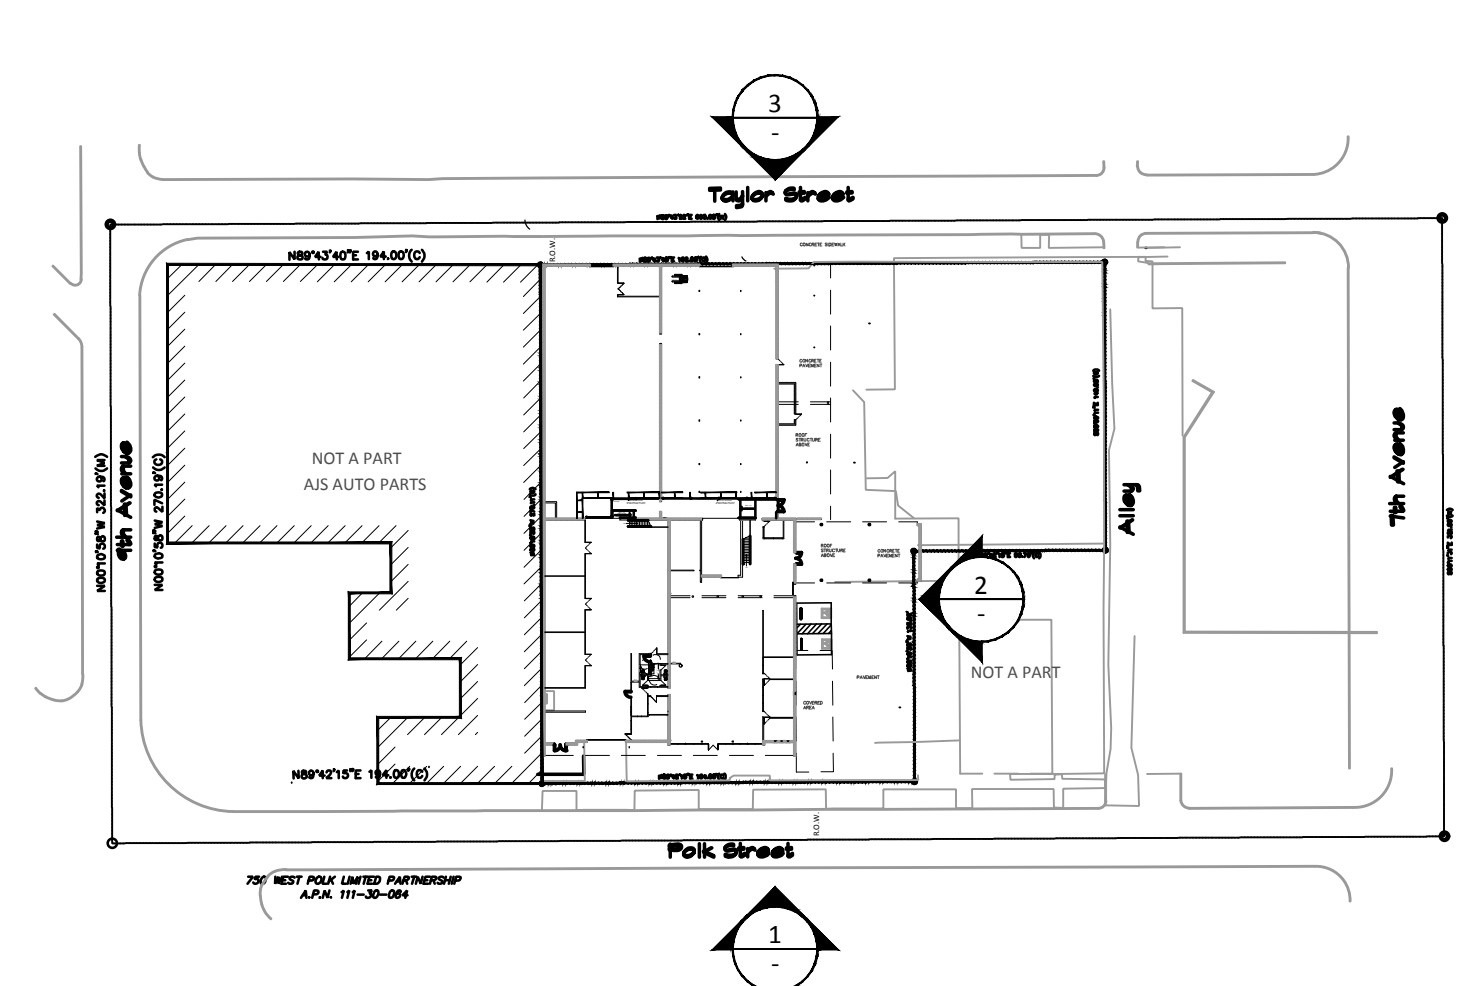 3
-
Taylor Street
CONCRETE SIDEWALK
R.O.W.
N89°43'40"E 194.00'(C)
CONCRETE
PAVEMENT
NOT A PART
AJS AUTO PARTS
ROOF
STRUCTURE
ABOVE
N00°10'58"W 322.19'(M)
9th Avenue
N00°10'58"W 270.19'(C)
Alley
7th Avenue
ROOF
STRUCTURE
ABOVE
CONCRETE
PAVEMENT
2
-
NOT A PART
PAVEMENT
COVERED
AREA
N89°42'15"E 194.00'(C)
R.O.W.
Polk Street
750 WEST POLK LIMITED PARTNERSHIP
A.P.N. 111-30-084
1
-